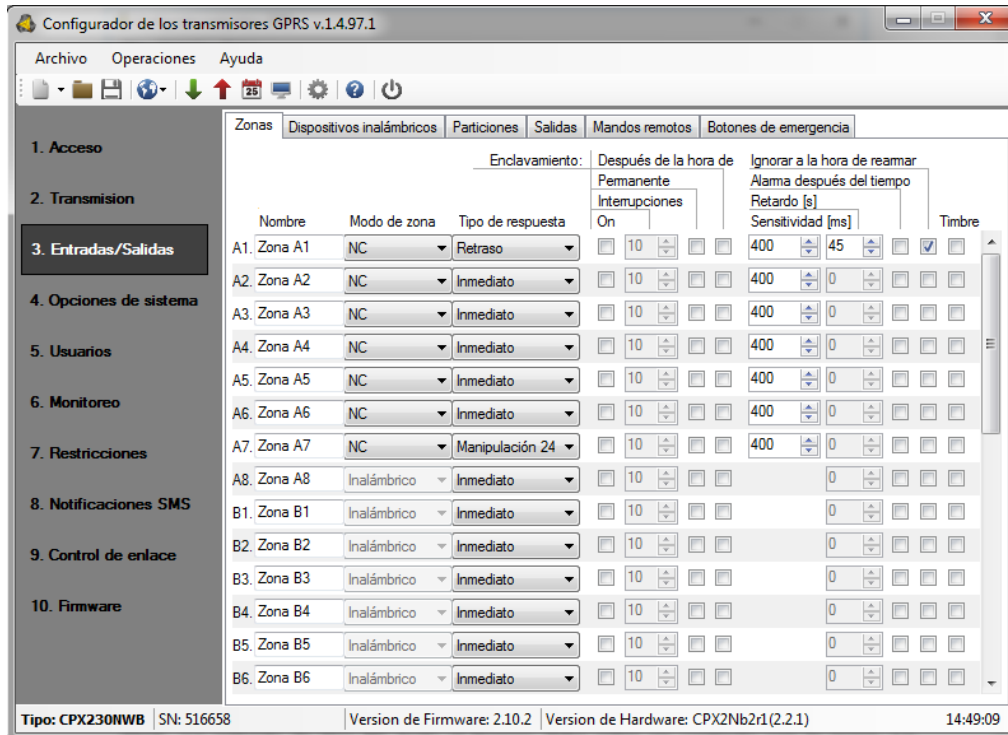 Configurador de los transmisores GPRS v.1.4.97.1
Archivo Operaciones Ayuda
25
1. Acceso
2. Transmision
3. Entradas/Salidas
4. Opciones de sistema
5. Usuarios
6. Monitoreo
7. Restricciones
8. Notificaciones SMS
9. Control de enlace
10. Firmware
Zonas Dispositivos inalámbricos Particiones Salidas Mandos remotos Botones de emergencia
Enclavamiento: Después de la hora de Ignorar a la hora de reamar
Permanente Alarma después del tiempo
Interrupciones Retardo [s]
Nombre Modo de zona Tipo de respuesta On Sensitividad [ms] Timbre
A1. Zona A1 NC Retraso 10 400 45
A2. Zona A2 NC Inmediato 10 400 0
A3. Zona A3 NC Inmediato 10 400 0
A4. Zona A4 NC Inmediato 10 400 0
A5. Zona A5 NC Inmediato 10 400 0
A6. Zona A6 NC Inmediato 10 400 0
A7. Zona A7 NC Manipulación 24 10 400 0
A8. Zona A8 Inalámbrico Inmediato 10 0
B1. Zona B1 Inalámbrico Inmediato 10 0
B2. Zona B2 Inalámbrico Inmediato 10 0
B3. Zona B3 Inalámbrico Inmediato 10 0
B4. Zona B4 Inalámbrico Inmediato 10 0
B5. Zona B5 Inalámbrico Inmediato 10 0
B6. Zona B6 Inalámbrico Inmediato 10 0
Tipo: CPX230NWB SN: 516658 Version de Firmware: 2.10.2 Version de Hardware: CPX2Nb2r1(2.2.1) 14:49:09